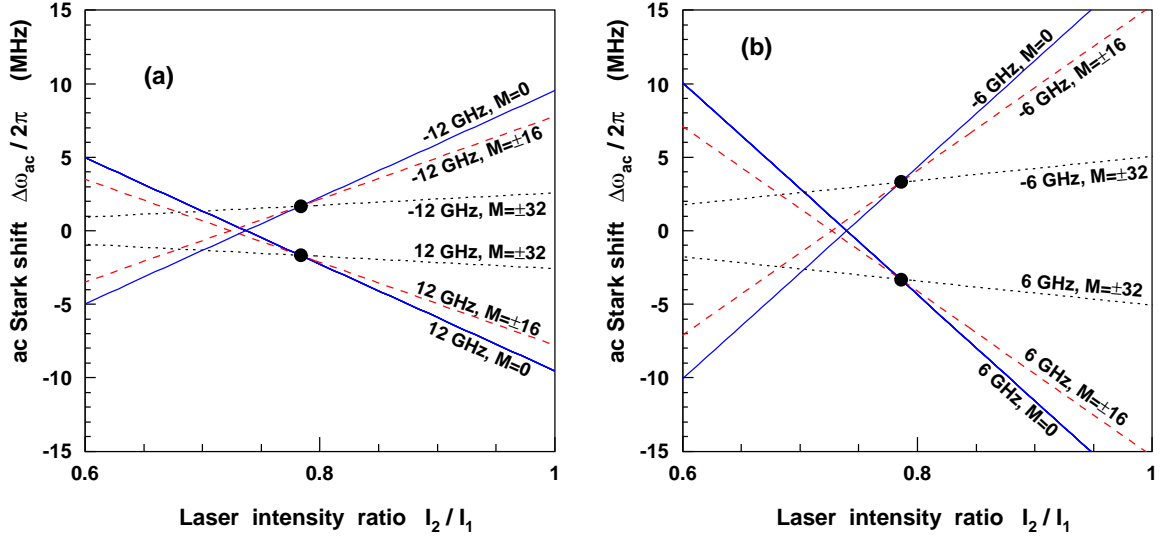 ac Stark shift Δω_ac / 2π (MHz)
15
10
5
0
-5
-10
-15
(a)
-12 GHz, M=0
-12 GHz, M=±16
-12 GHz, M=±32
12 GHz, M=±32
12 GHz, M=±16
12 GHz, M=0
0.6
0.8
1
Laser intensity ratio I₂ / I₁
ac Stark shift Δω_ac / 2π (MHz)
15
10
5
0
-5
-10
-15
(b)
-6 GHz, M=0
-6 GHz, M=±16
-6 GHz, M=±32
6 GHz, M=±32
6 GHz, M=±16
6 GHz, M=0
0.6
0.8
1
Laser intensity ratio I₂ / I₁